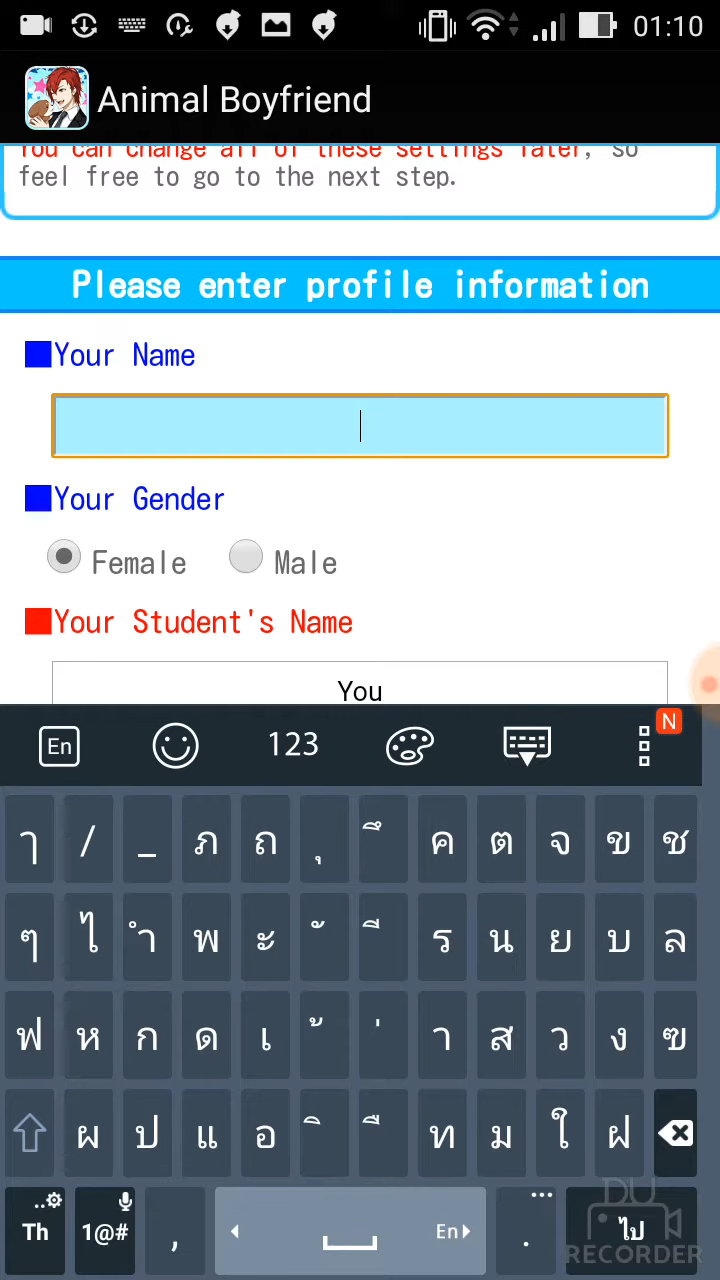 01:10
Animal Boyfriend
You can change all of these settings later, so
feel free to go to the next step.
Please enter profile information
Your Name
Your Gender
Female Male
Your Student's Name
You
N
En 123
ๅ / _ ภ ถ ุ ึ ค ต จ ข ช
ๆ ไ ำ พ ะ ั ี ร น ย บ ล
ฟ ห ก ด เ ้ ่ า ส ว ง ฃ
ผ ป แ อ ิ ื ท ม ใ ฝ
Th 1@# , En . ไป
DU
RECORDER